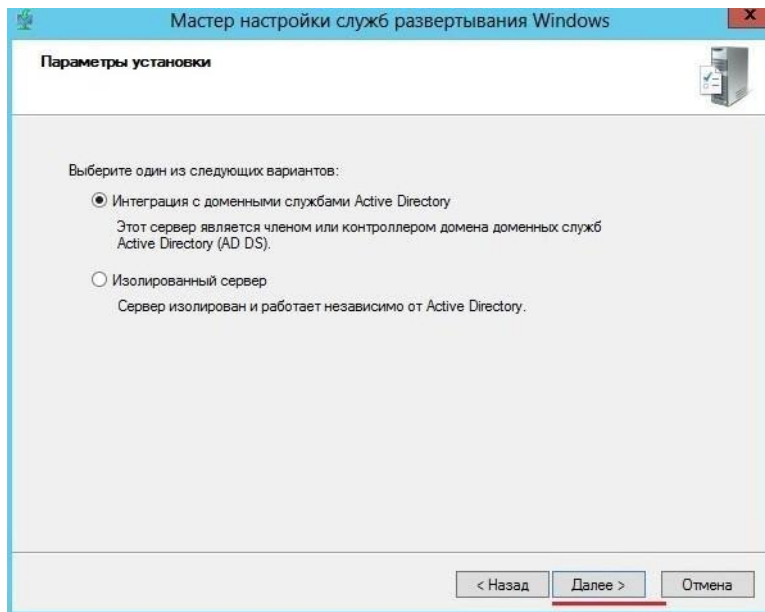 Мастер настройки служб развертывания Windows
x
Параметры установки
Выберите один из следующих вариантов:
Интеграция с доменными службами Active Directory
Этот сервер является членом или контроллером домена доменных служб
Active Directory (AD DS).
Изолированный сервер
Сервер изолирован и работает независимо от Active Directory.
< Назад Далее > Отмена